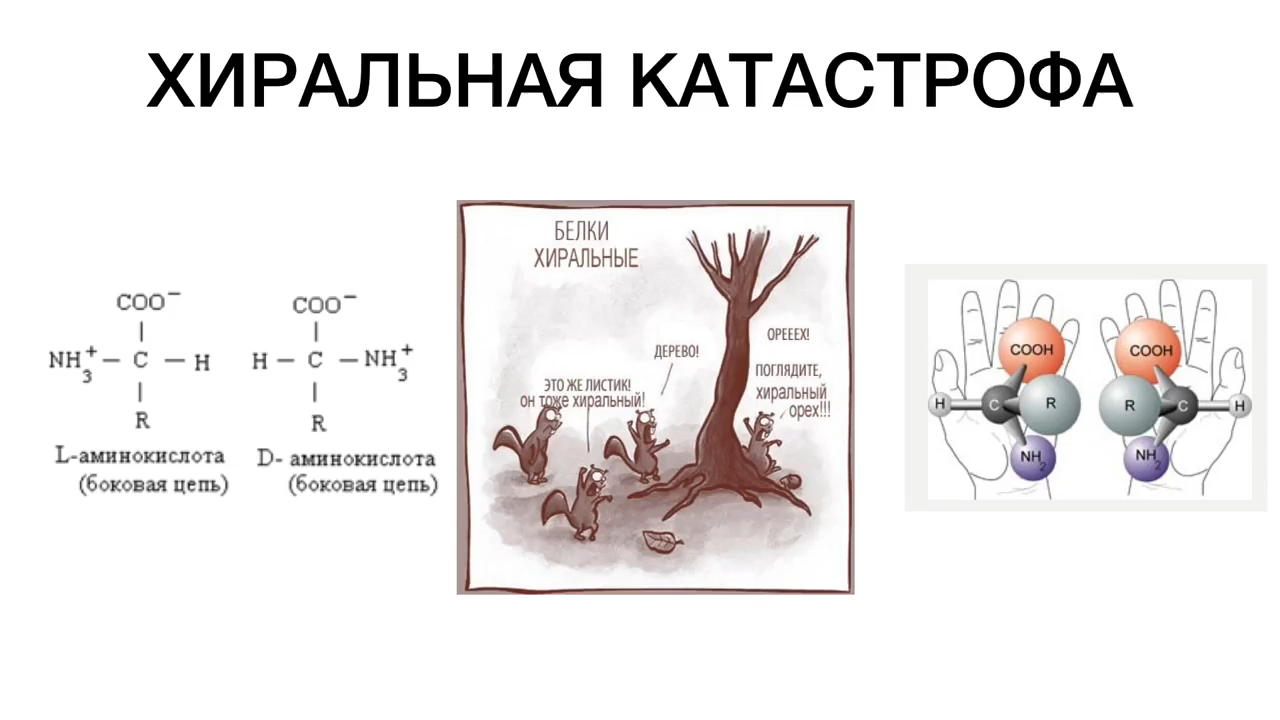 ХИРАЛЬНАЯ КАТАСТРОФА
COO⁻
NH₃⁺ – C – H
R
L-аминокислота
(боковая цепь)
COO⁻
H – C – NH₃⁺
R
D- аминокислота
(боковая цепь)
БЕЛКИ
ХИРАЛЬНЫЕ
ЭТО ЖЕ ЛИСТИК!
он тоже хиральный!
ДЕРЕВО!
ОРЕЕЕХ!
ПОГЛЯДИТЕ,
хиральный
орех!!!
COOH
H C R
NH₂
COOH
R C H
NH₂